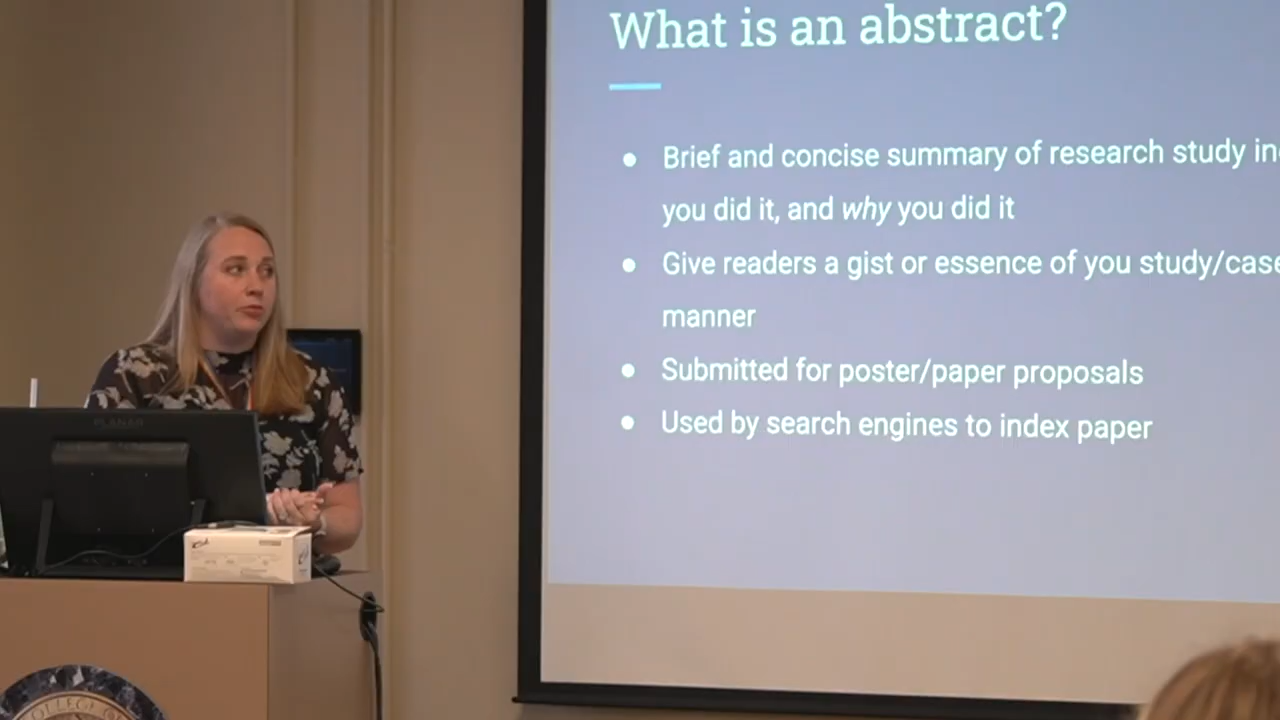 What is an abstract?
Brief and concise summary of research study in
you did it, and why you did it
Give readers a gist or essence of you study/case
manner
Submitted for poster/paper proposals
Used by search engines to index paper
PLANAR
COLLEGE OF